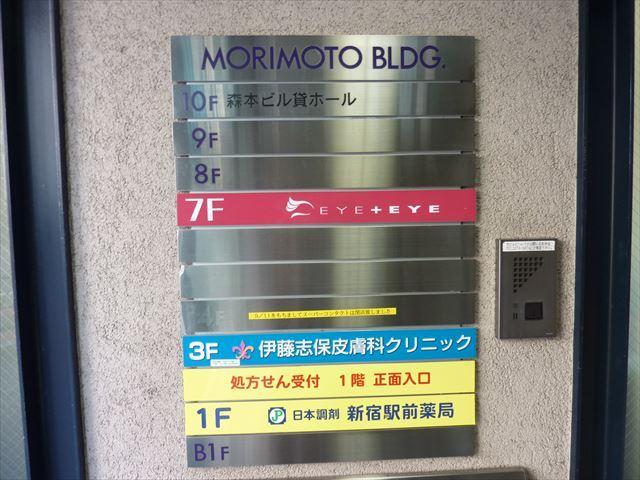 MORIMOTO BLDG.
10F 森本ビル貸ホール
9F
8F
7F EYE+EYE
4F
3F 伊藤志保皮膚科クリニック
処方せん受付 1階 正面入口
1F 日本調剤 新宿駅前薬局
B1F